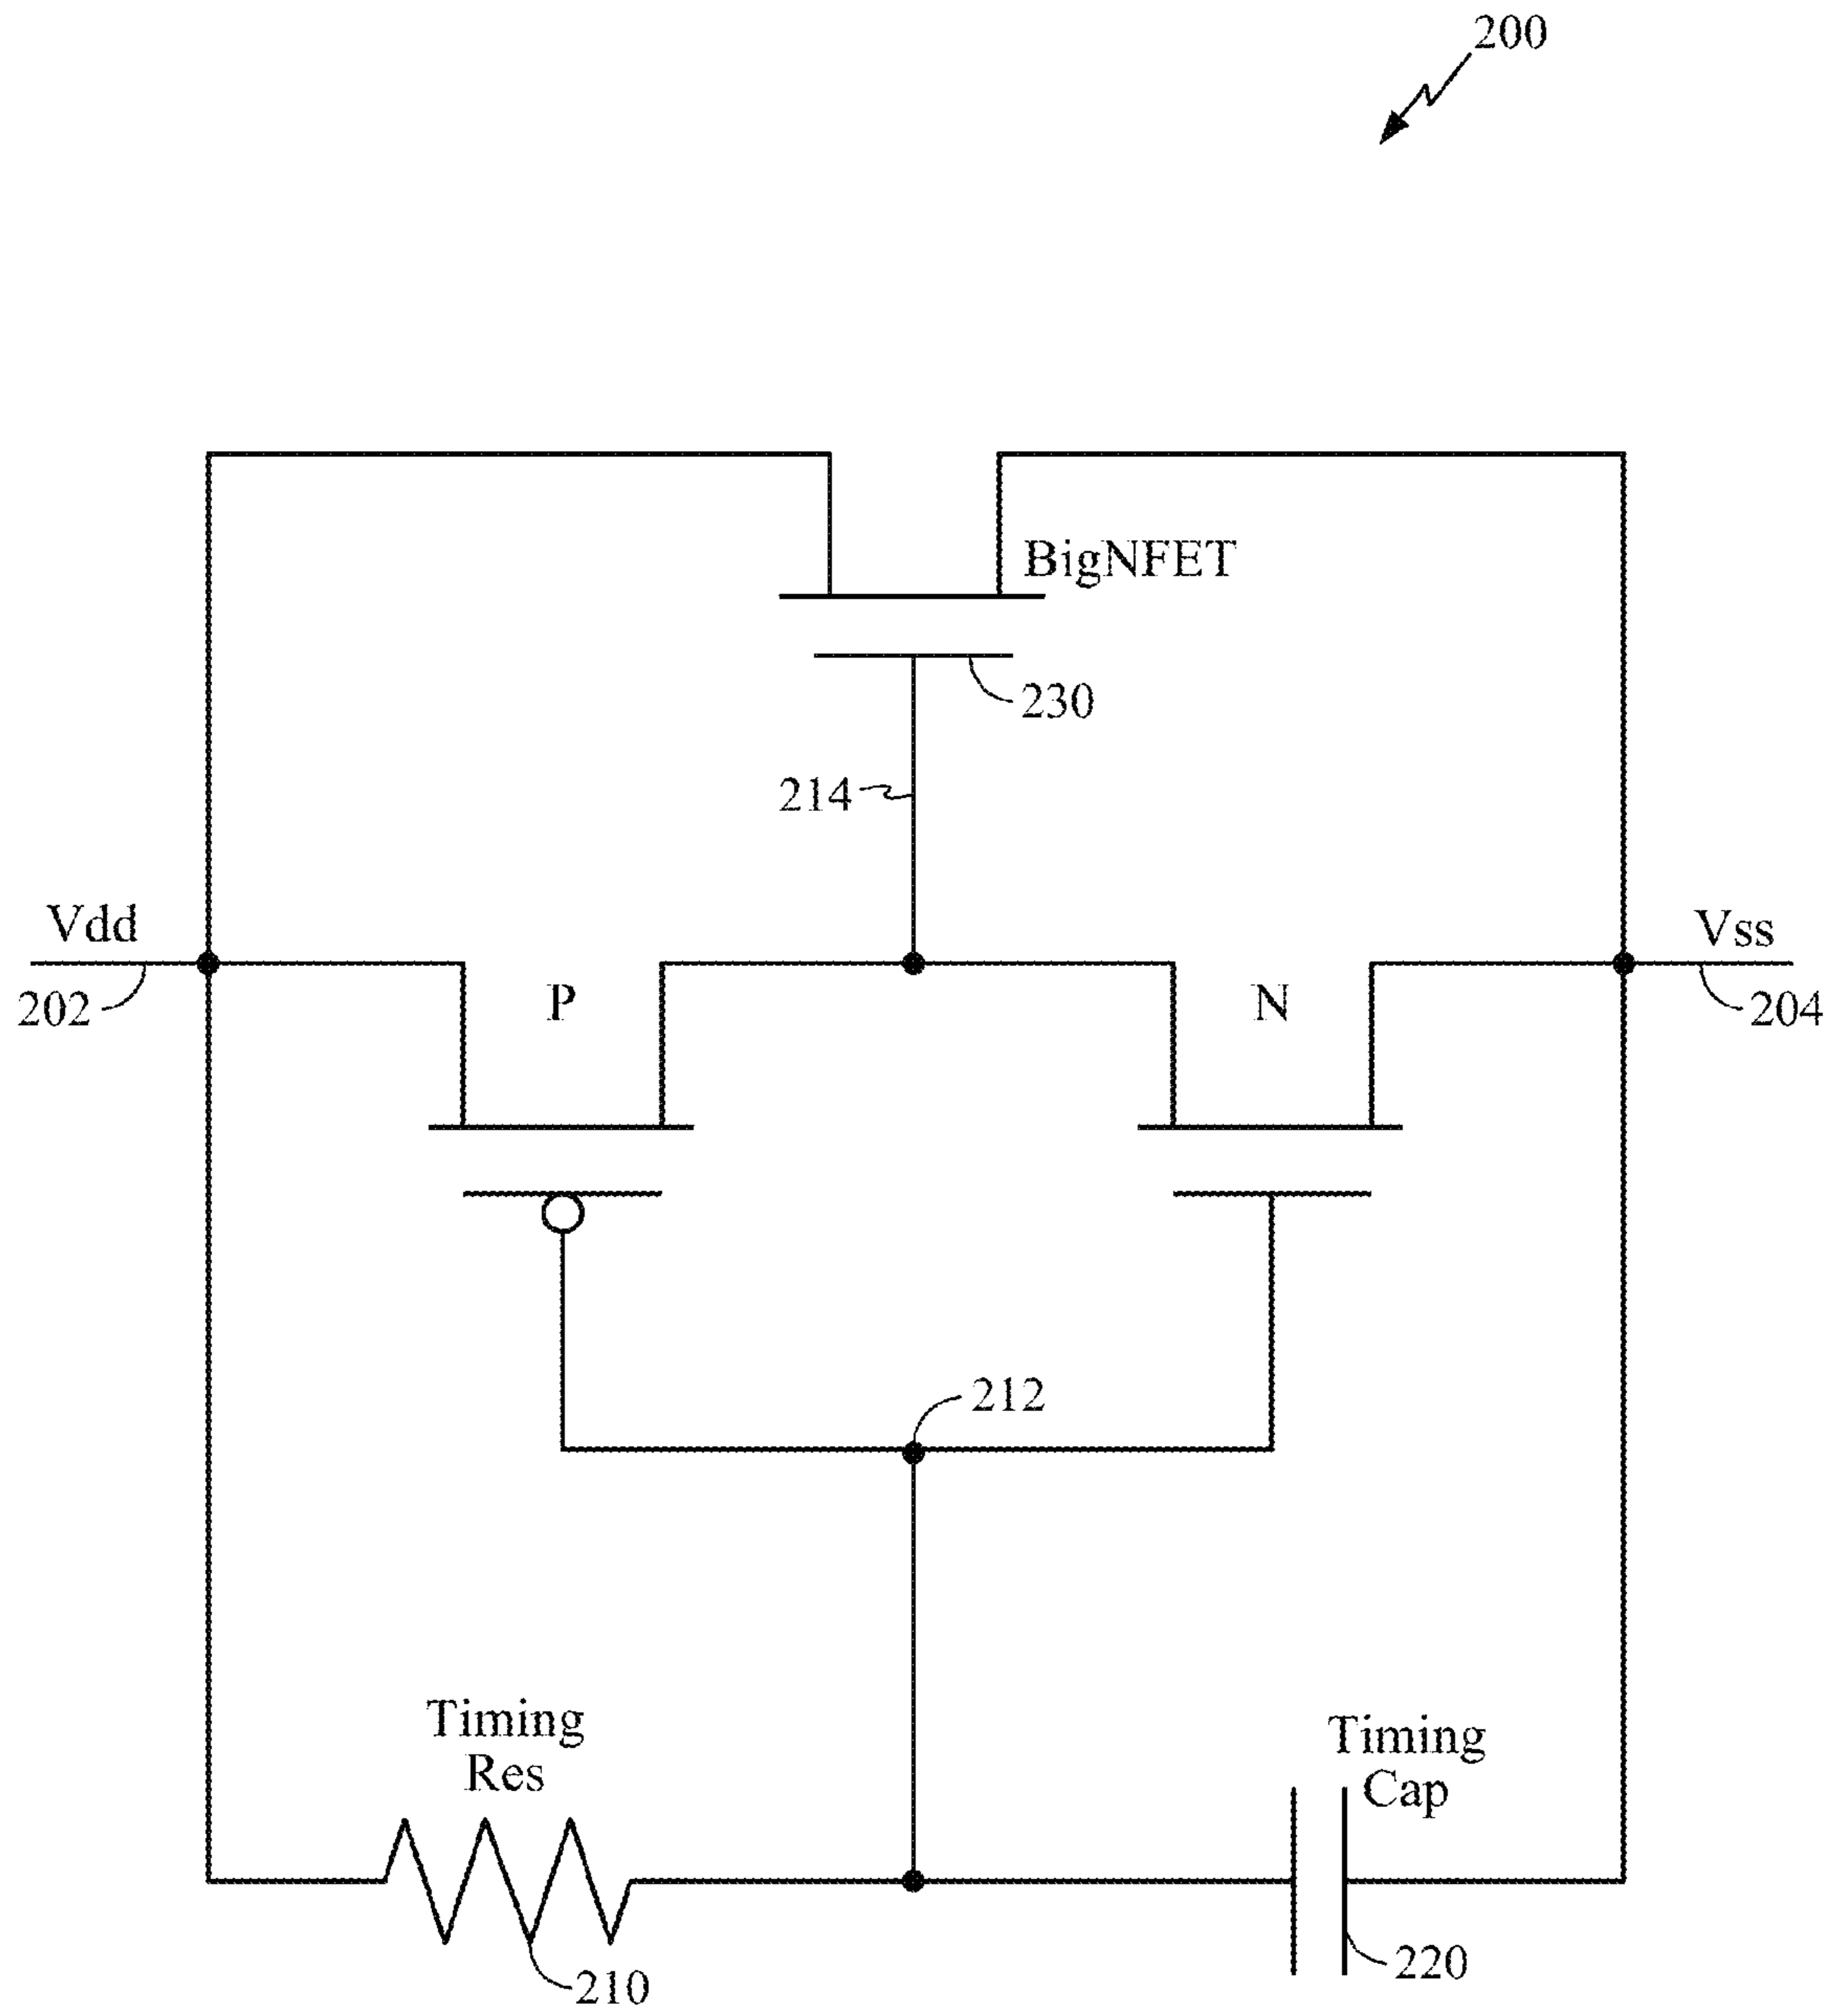 200
BigNFET
230
214
Vdd
Vss
202
P
N
204
212
Timing
Res
Timing
Cap
210
220